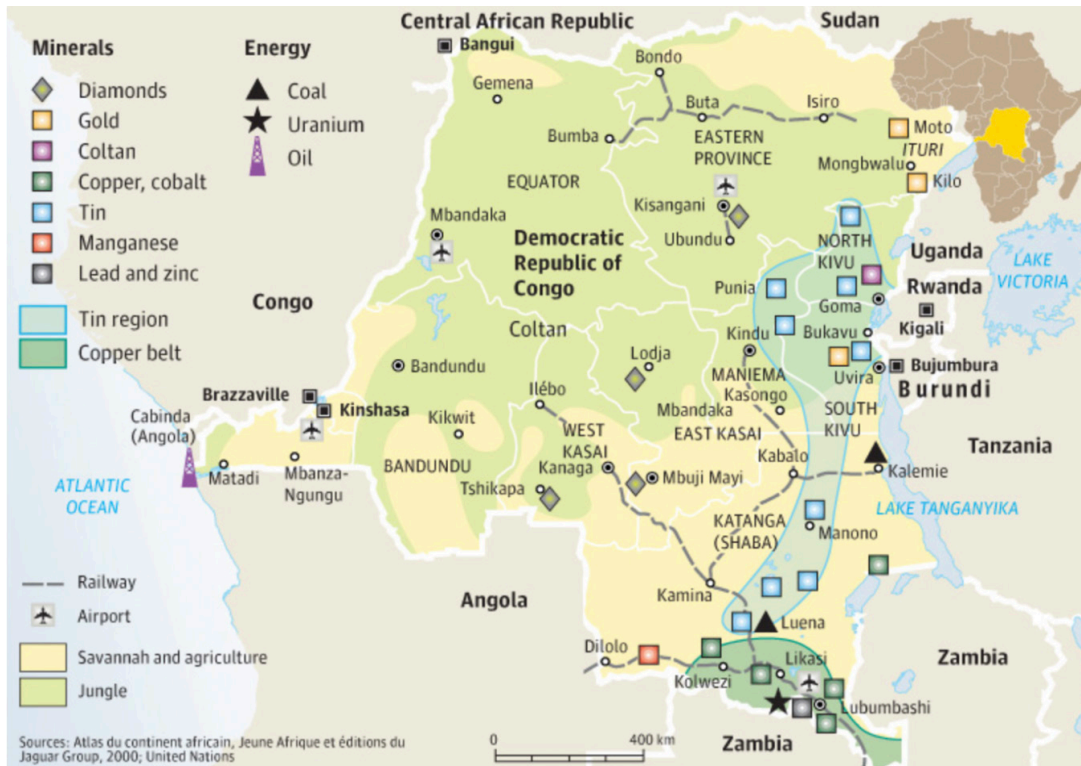 Central African Republic
Sudan
Minerals
Energy
Bangui
Diamonds
Gold
Coltan
Copper, cobalt
Tin
Manganese
Lead and zinc
Coal
Uranium
Oil
Tin region
Copper belt
Bondo
Gemena
Buta
Isiro
Bumba
EASTERN
PROVINCE
Moto
ITURI
Mongbwalu
Kilo
EQUATOR
Kisangani
Mbandaka
Ubundu
Democratic
Republic of
Congo
NORTH
KIVU
Uganda
LAKE
VICTORIA
Punia
Goma
Rwanda
Kigali
Congo
Coltan
Kindu
Bukavu
Bandundu
Lodja
MANIEMA
Uvira
Bujumbura
Burundi
Brazzaville
Kinshasa
Ilébo
Kasongo
Mbandaka
EAST KASAI
SOUTH
KIVU
Cabinda
(Angola)
Kikwit
WEST
KASAI
Tanzania
Matadi
Mbanza-
Ngungu
BANDUNDU
Kanaga
Kabalo
Kalemie
Tshikapa
Mbuji Mayi
ATLANTIC
OCEAN
LAKE TANGANYIKA
KATANGA
(SHABA)
Manono
Railway
Airport
Savannah and agriculture
Jungle
Angola
Kamina
Luena
Dilolo
Kolwezi
Likasi
Lubumbashi
Zambia
Zambia
Sources: Atlas du continent africain, Jeune Afrique et éditions du
Jaguar Group, 2000; United Nations
0
400 km